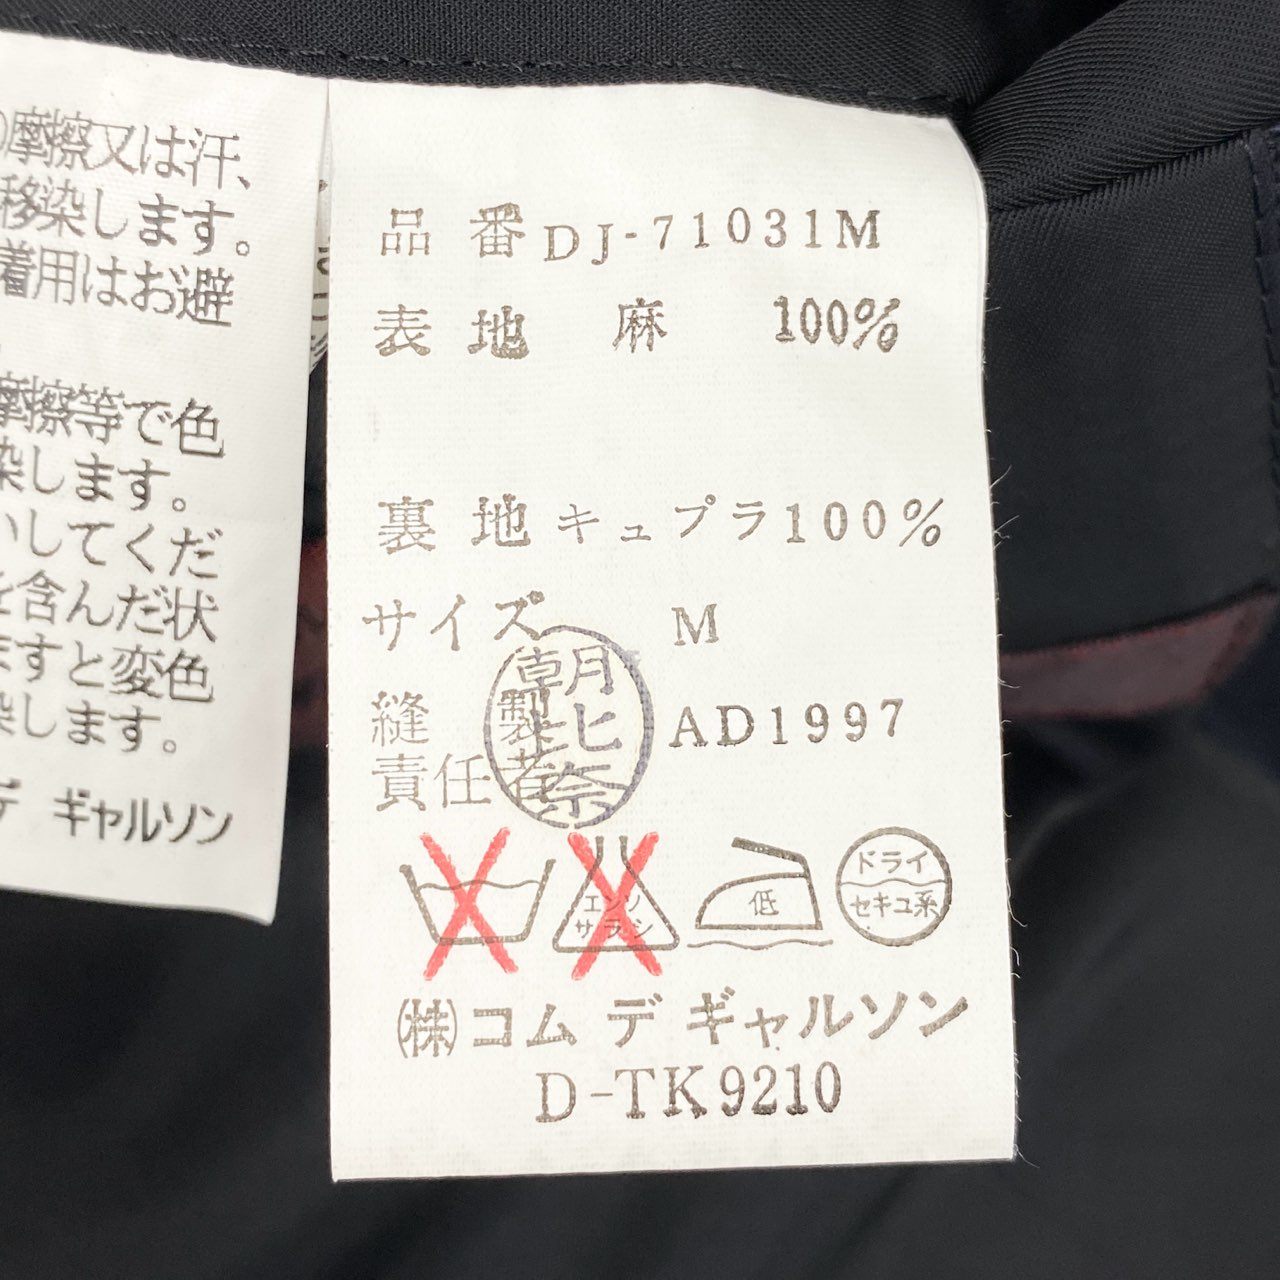 摩擦又は汗、
移染します。
着用はお避
摩擦等で色
染します。
いしてくだ
を含んだ状
ますと変色
染します。
デ ギャルソン
品番 DJ-71031M
表地 麻 100%
裏地 キュプラ100%
サイズ M
縫製 AD1997
責任者
朝比奈
エンソ
サラシ
低
ドライ
セキユ系
㈱コム デ ギャルソン
D-TK9210